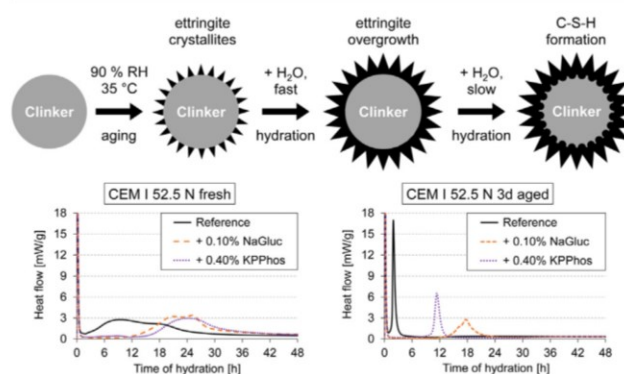 ettringite
crystallites
ettringite
overgrowth
C-S-H
formation
90 % RH
35 °C
+ H₂O,
fast
+ H₂O,
slow
Clinker
Clinker
Clinker
Clinker
aging
hydration
hydration
CEM I 52.5 N fresh
18
15
12
9
6
3
0
Heat flow [mW/g]
Reference
+ 0.10% NaGluc
+ 0.40% KPPhos
0 6 12 18 24 30 36 42 48
Time of hydration [h]
CEM I 52.5 N 3d aged
18
15
12
9
6
3
0
Heat flow [mW/g]
Reference
+ 0.10% NaGluc
+ 0.40% KPPhos
0 6 12 18 24 30 36 42 48
Time of hydration [h]